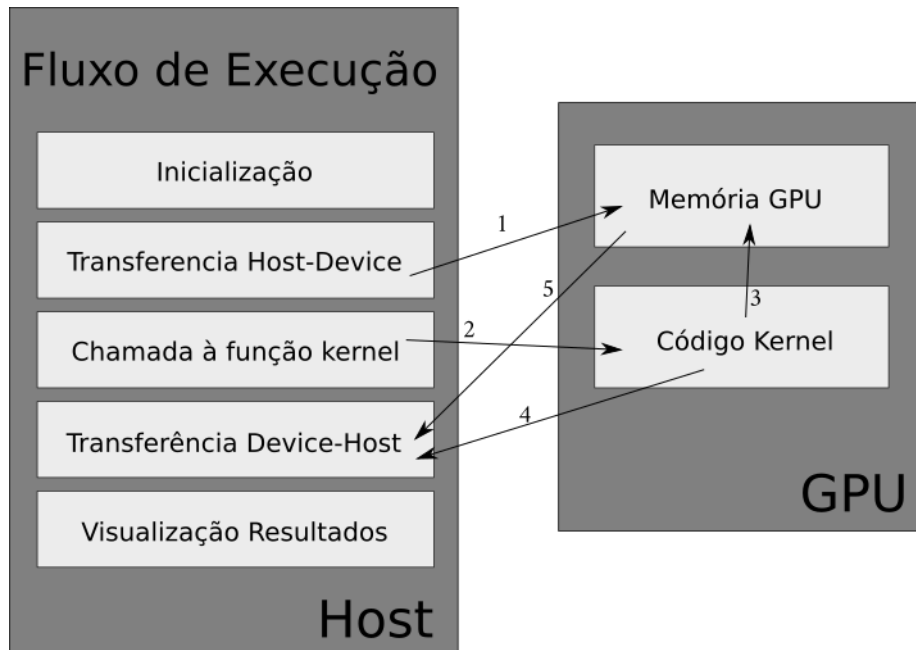 Fluxo de Execução
Inicialização
Transferencia Host-Device
Chamada à função kernel
Transferência Device-Host
Visualização Resultados
Host
1
2
3
4
5
Memória GPU
Código Kernel
GPU